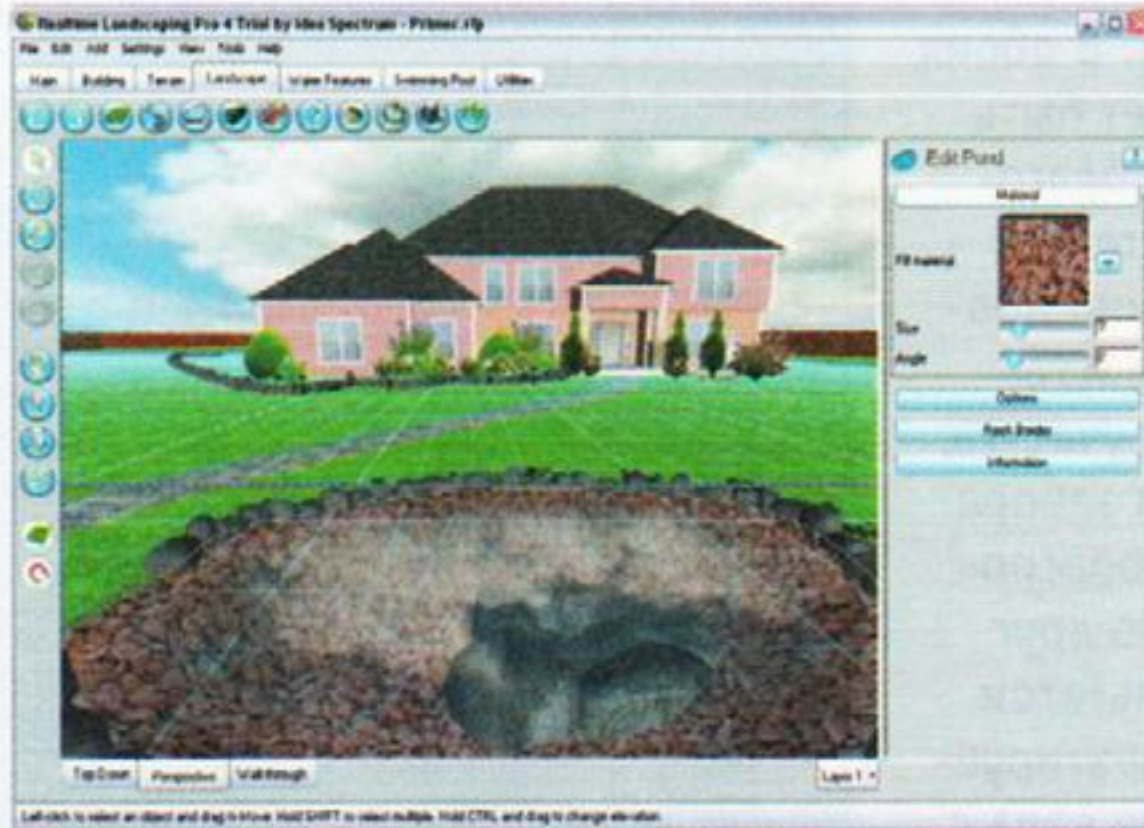 Realtime Landscaping Pro 4 Trial by Idea Spectrum - Primer.rlp
File Edit Add Settings View Tools Help
Main Building Terrain Landscape Water Features Swimming Pool Utilities
Edit Pond
Material
Fill material
Size
Angle
Options
Information
Top Down Perspective Walkthrough
Layer 1
Left-click to select an object and drag to Move. Hold SHIFT to select multiple. Hold CTRL and drag to change elevation.